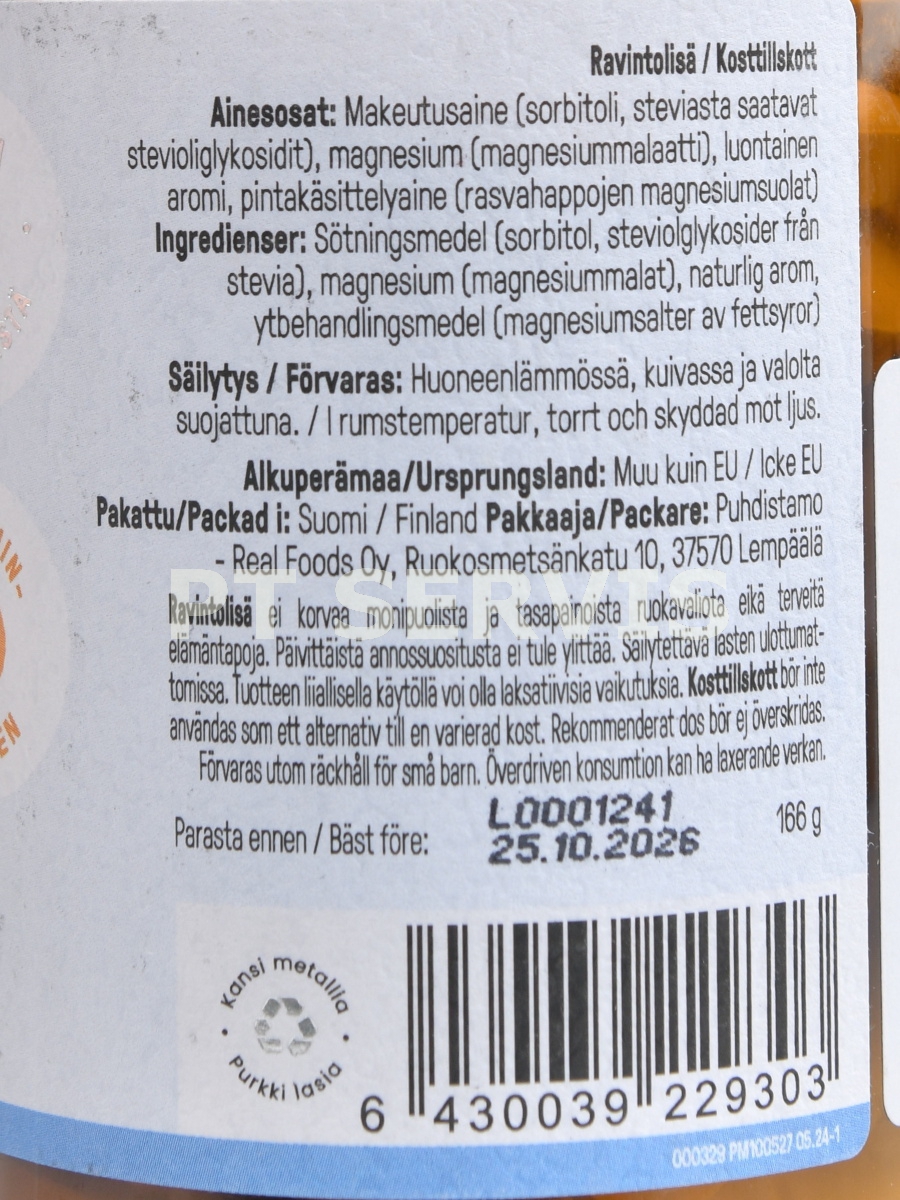 Ravintolisä / Kosttillskott
Ainesosat: Makeutusaine (sorbitoli, steviasta saatavat
stevioliglykosidit), magnesium (magnesiummalaatti), luontainen
aromi, pintakäsittelyaine (rasvahappojen magnesiumsuolat)
Ingredienser: Sötningsmedel (sorbitol, steviolglykosider från
stevia), magnesium (magnesiummalat), naturlig arom,
ytbehandlingsmedel (magnesiumsalter av fettsyror)
Säilytys / Förvaras: Huoneenlämmössä, kuivassa ja valolta
suojattuna. / I rumstemperatur, torrt och skyddad mot ljus.
Alkuperämaa/Ursprungsland: Muu kuin EU / Icke EU
Pakattu/Packad i: Suomi / Finland Pakkaaja/Packare: Puhdistamo
- Real Foods Oy, Ruokosmetsänkatu 10, 37570 Lempäälä
PT SERVIS
Ravintolisä ei korvaa monipuolista ja tasapainoista ruokavaliota eikä terveitä
elämäntapoja. Päivittäistä annossuositusta ei tule ylittää. Säilytettävä lasten ulottumat-
tomissa. Tuotteen liiallisella käytöllä voi olla laksatiivisia vaikutuksia. Kosttillskott bör inte
användas som ett alternativ till en varierad kost. Rekommenderat dos bör ej överskridas.
Förvaras utom räckhåll för små barn. Överdriven konsumtion kan ha laxerande verkan.
Parasta ennen / Bäst före:
L0001241
25.10.2026
166 g
Kansi metallia
Purkki lasia
6 430039 229303
000329 PM100527 05.24-1